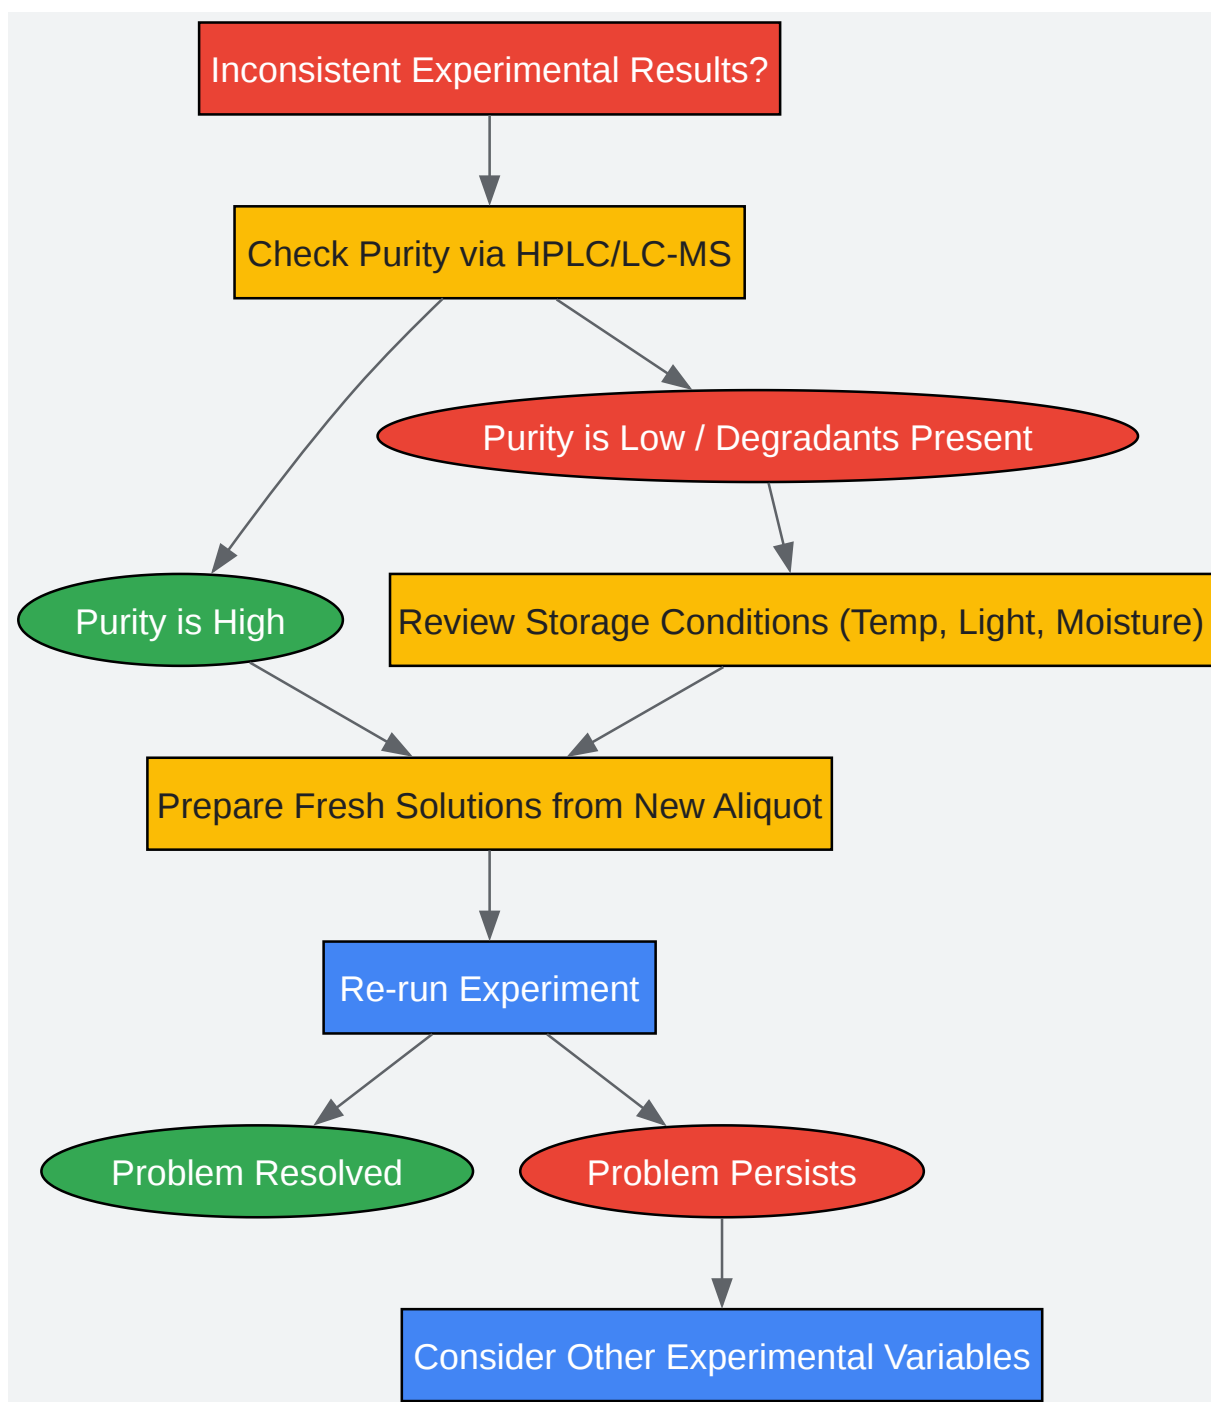 Inconsistent Experimental Results?
Check Purity via HPLC/LC-MS
Purity is Low / Degradants Present
Purity is High
Review Storage Conditions (Temp, Light, Moisture)
Prepare Fresh Solutions from New Aliquot
Re-run Experiment
Problem Resolved
Problem Persists
Consider Other Experimental Variables